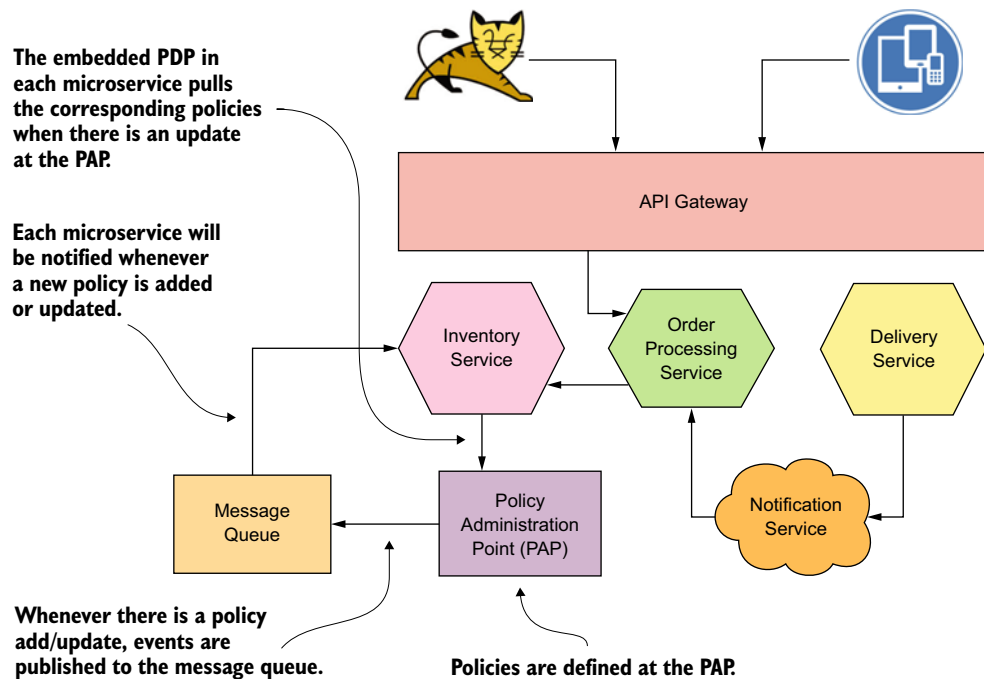 The embedded PDP in
each microservice pulls
the corresponding policies
when there is an update
at the PAP.
API Gateway
Each microservice will
be notified whenever
a new policy is added
or updated.
Inventory
Service
Order
Processing
Service
Delivery
Service
Message
Queue
Policy
Administration
Point (PAP)
Notification
Service
Whenever there is a policy
add/update, events are
published to the message queue.
Policies are defined at the PAP.